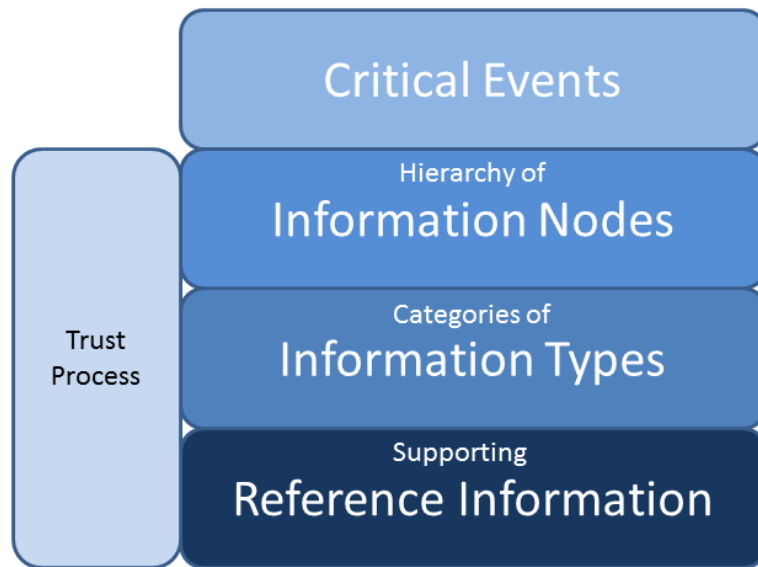 Critical Events
Hierarchy of
Information Nodes
Trust
Process
Categories of
Information Types
Supporting
Reference Information